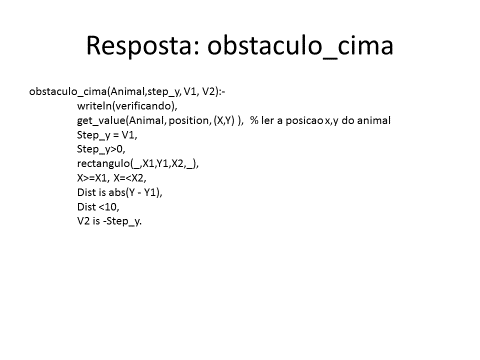 Resposta: obstaculo_cima
obstaculo_cima(Animal,step_y, V1, V2):-
writeln(verificando),
get_value(Animal, position, (X,Y) ), % ler a posicao x,y do animal
Step_y = V1,
Step_y>0,
rectangulo(_,X1,Y1,X2,_),
X>=X1, X=<X2,
Dist is abs(Y - Y1),
Dist <10,
V2 is -Step_y.